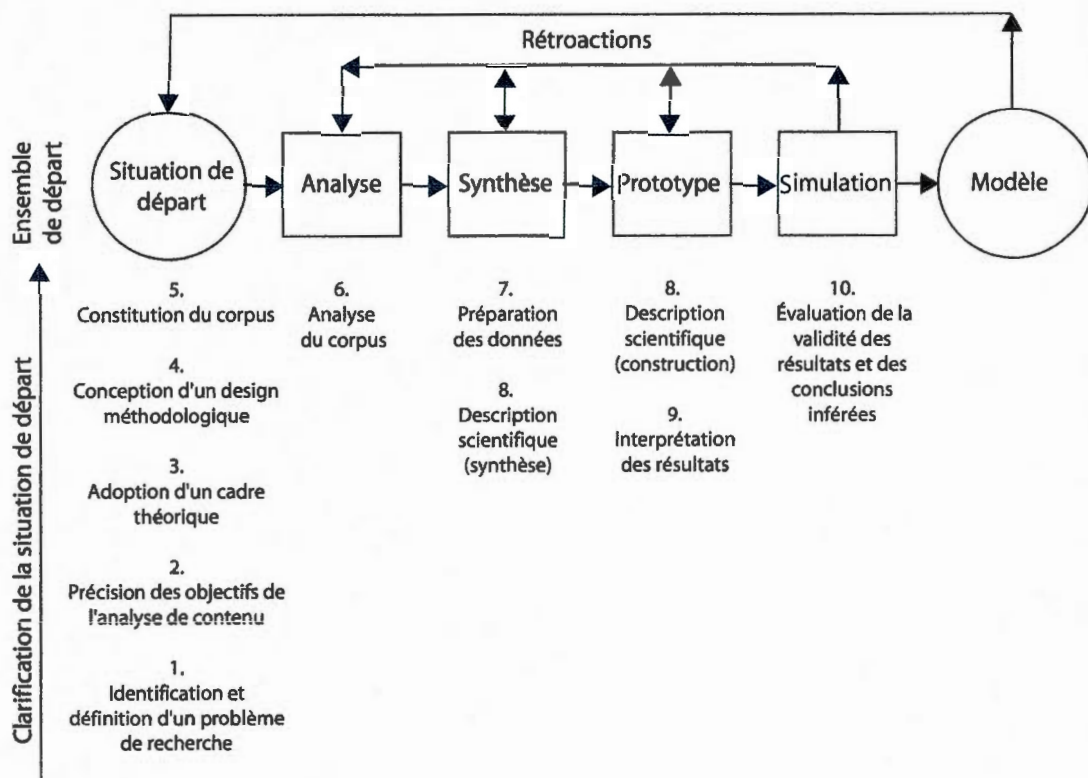 Rétroactions
Ensemble
de départ
Situation de
départ
Analyse
Synthèse
Prototype
Simulation
Modèle
Clarification de la situation de départ
5.
Constitution du corpus
4.
Conception d'un design
méthodologique
3.
Adoption d'un cadre
théorique
2.
Précision des objectifs de
l'analyse de contenu
1.
Identification et
définition d'un problème
de recherche
6.
Analyse
du corpus
7.
Préparation
des données
8.
Description
scientifique
(synthèse)
8.
Description
scientifique
(construction)
9.
Interprétation
des résultats
10.
Évaluation de la
validité des
résultats et des
conclusions
inférées